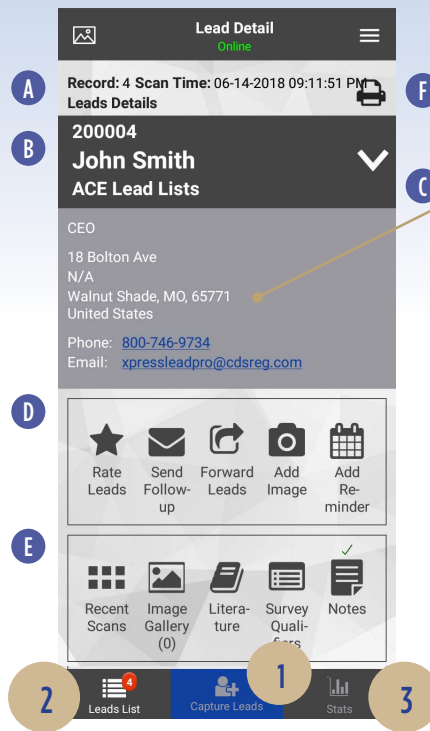 Lead Detail
Online
A
Record: 4 Scan Time: 06-14-2018 09:11:51 PM
Leads Details
F
B
200004
John Smith
ACE Lead Lists
C
CEO
18 Bolton Ave
N/A
Walnut Shade, MO, 65771
United States
Phone: 800-746-9734
Email: xpressleadpro@cdsreg.com
D
Rate Leads
Send Follow-up
Forward Leads
Add Image
Add Re-minder
E
Recent Scans
Image Gallery (0)
Litera-ture
Survey Quali-fiers
Notes
2
4
Leads List
1
Capture Leads
Stats
3